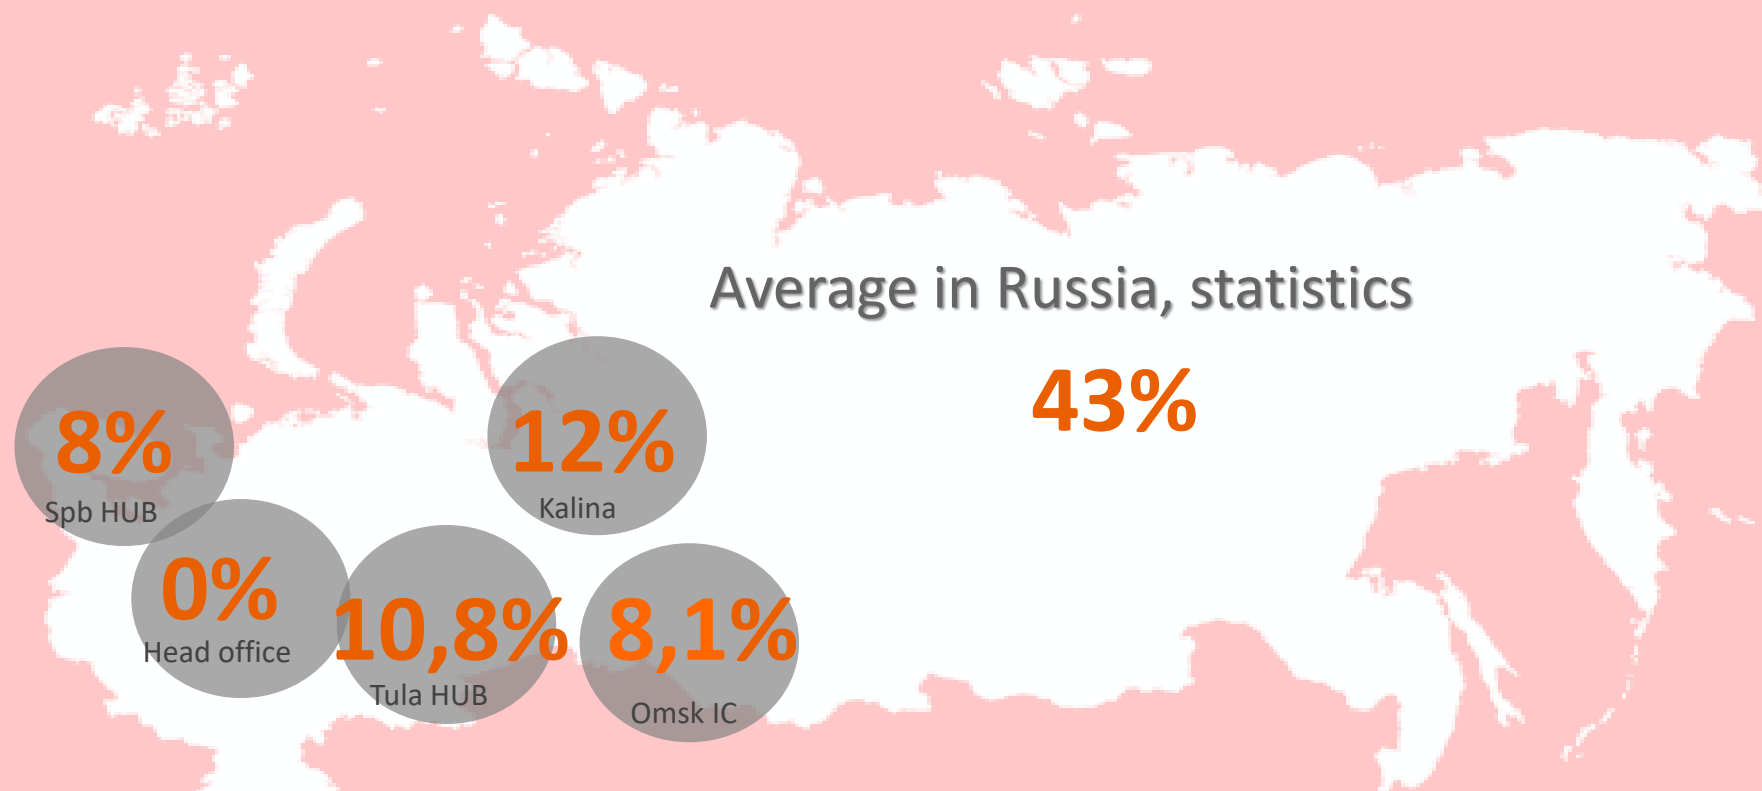 Average in Russia, statistics
43%
8%
Spb HUB
12%
Kalina
0%
Head office
10,8%
Tula HUB
8,1%
Omsk IC